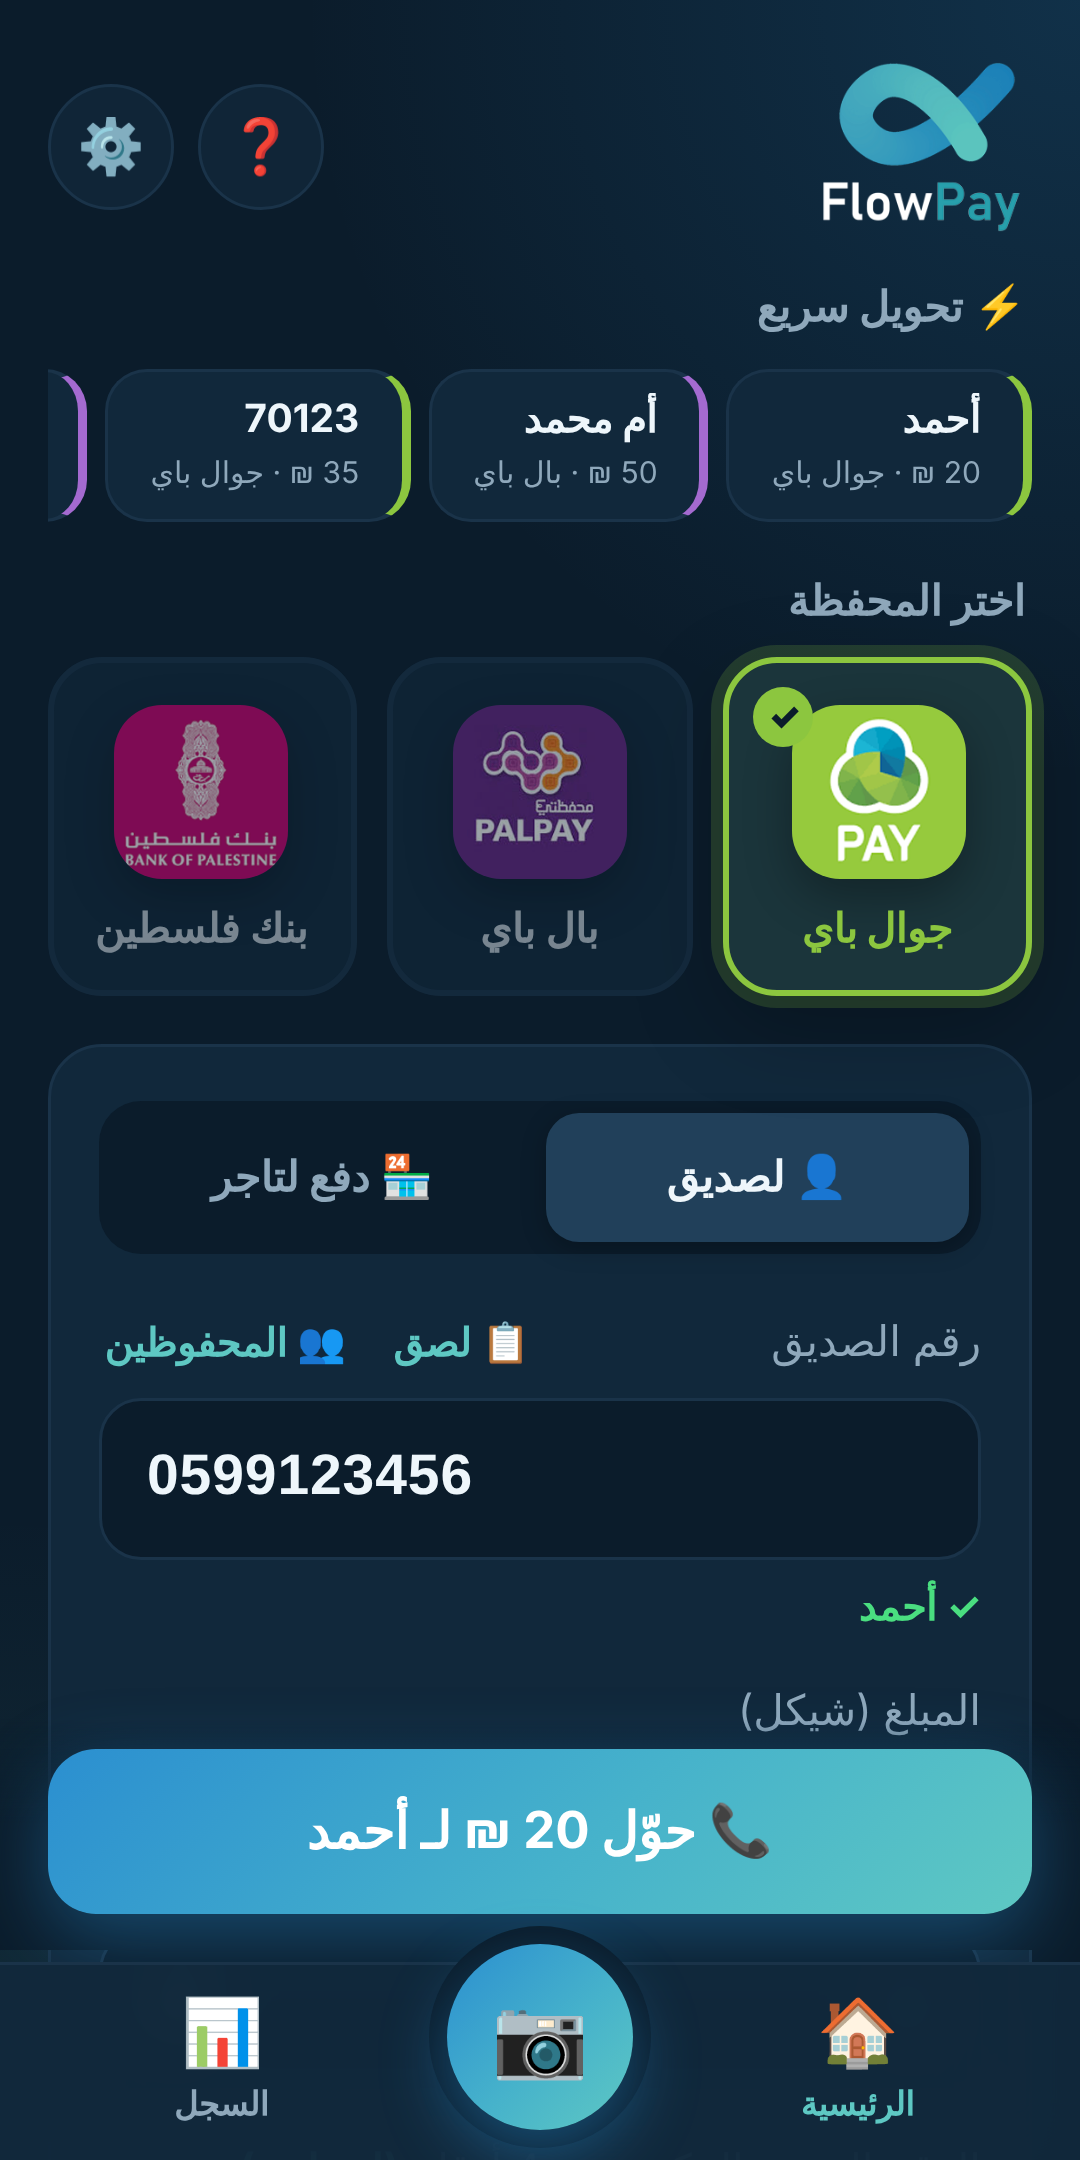 FlowPay
⚡ تحويل سريع
أحمد
20 ₪ · جوال باي
أم محمد
50 ₪ · بال باي
70123
35 ₪ · جوال باي
اختر المحفظة
PAY
جوال باي
محفظتي
PALPAY
بال باي
بنك فلسطين
BANK OF PALESTINE
بنك فلسطين
👤 لصديق
🏪 دفع لتاجر
رقم الصديق
📋 لصق
👥 المحفوظين
0599123456
✓ أحمد
المبلغ (شيكل)
📞 حوّل 20 ₪ لـ أحمد
الرئيسية
السجل